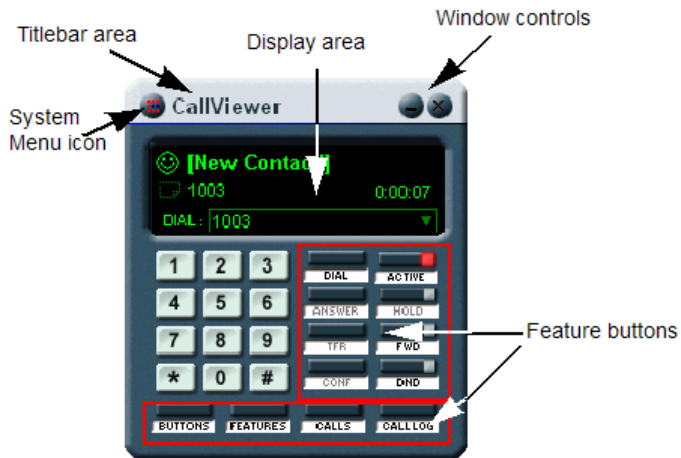 Titlebar area
Display area
Window controls
System
Menu icon
CallViewer
[New Contact]
1003
0:00:07
DIAL: 1003
1 2 3
DIAL ACTIVE
4 5 6
ANSWER HOLD
7 8 9
TFR FWD
Feature buttons
* 0 #
CONF DND
BUTTONS FEATURES CALLS CALL LOG